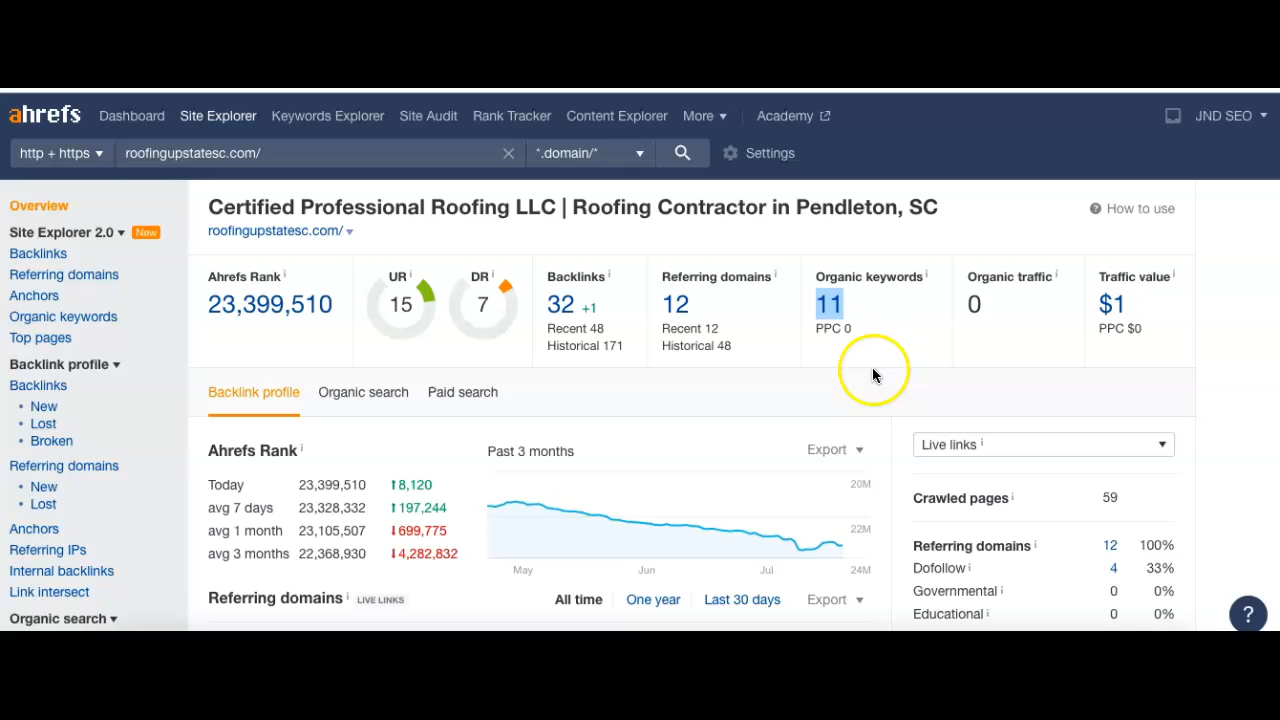 ahrefs Dashboard Site Explorer Keywords Explorer Site Audit Rank Tracker Content Explorer More Academy JND SEO
http + https roofingupstatesc.com/ *.domain/* Settings
Overview
Site Explorer 2.0 New
Backlinks
Referring domains
Anchors
Organic keywords
Top pages
Backlink profile
Backlinks
• New
• Lost
• Broken
Referring domains
• New
• Lost
Anchors
Referring IPs
Internal backlinks
Link intersect
Organic search
Certified Professional Roofing LLC | Roofing Contractor in Pendleton, SC
How to use
roofingupstatesc.com/
Ahrefs Rank i
23,399,510
UR i
15
DR i
7
Backlinks i
32 +1
Recent 48
Historical 171
Referring domains i
12
Recent 12
Historical 48
Organic keywords i
11
PPC 0
Organic traffic i
0
Traffic value i
$1
PPC $0
Backlink profile Organic search Paid search
Ahrefs Rank i
Today 23,399,510 ↑8,120
avg 7 days 23,328,332 ↑197,244
avg 1 month 23,105,507 ↓699,775
avg 3 months 22,368,930 ↓4,282,832
Past 3 months Export
20M
22M
24M
May Jun Jul
Referring domains i LIVE LINKS All time One year Last 30 days Export
Live links i
Crawled pages i 59
Referring domains i 12 100%
Dofollow i 4 33%
Governmental i 0 0%
Educational i 0 0%
?